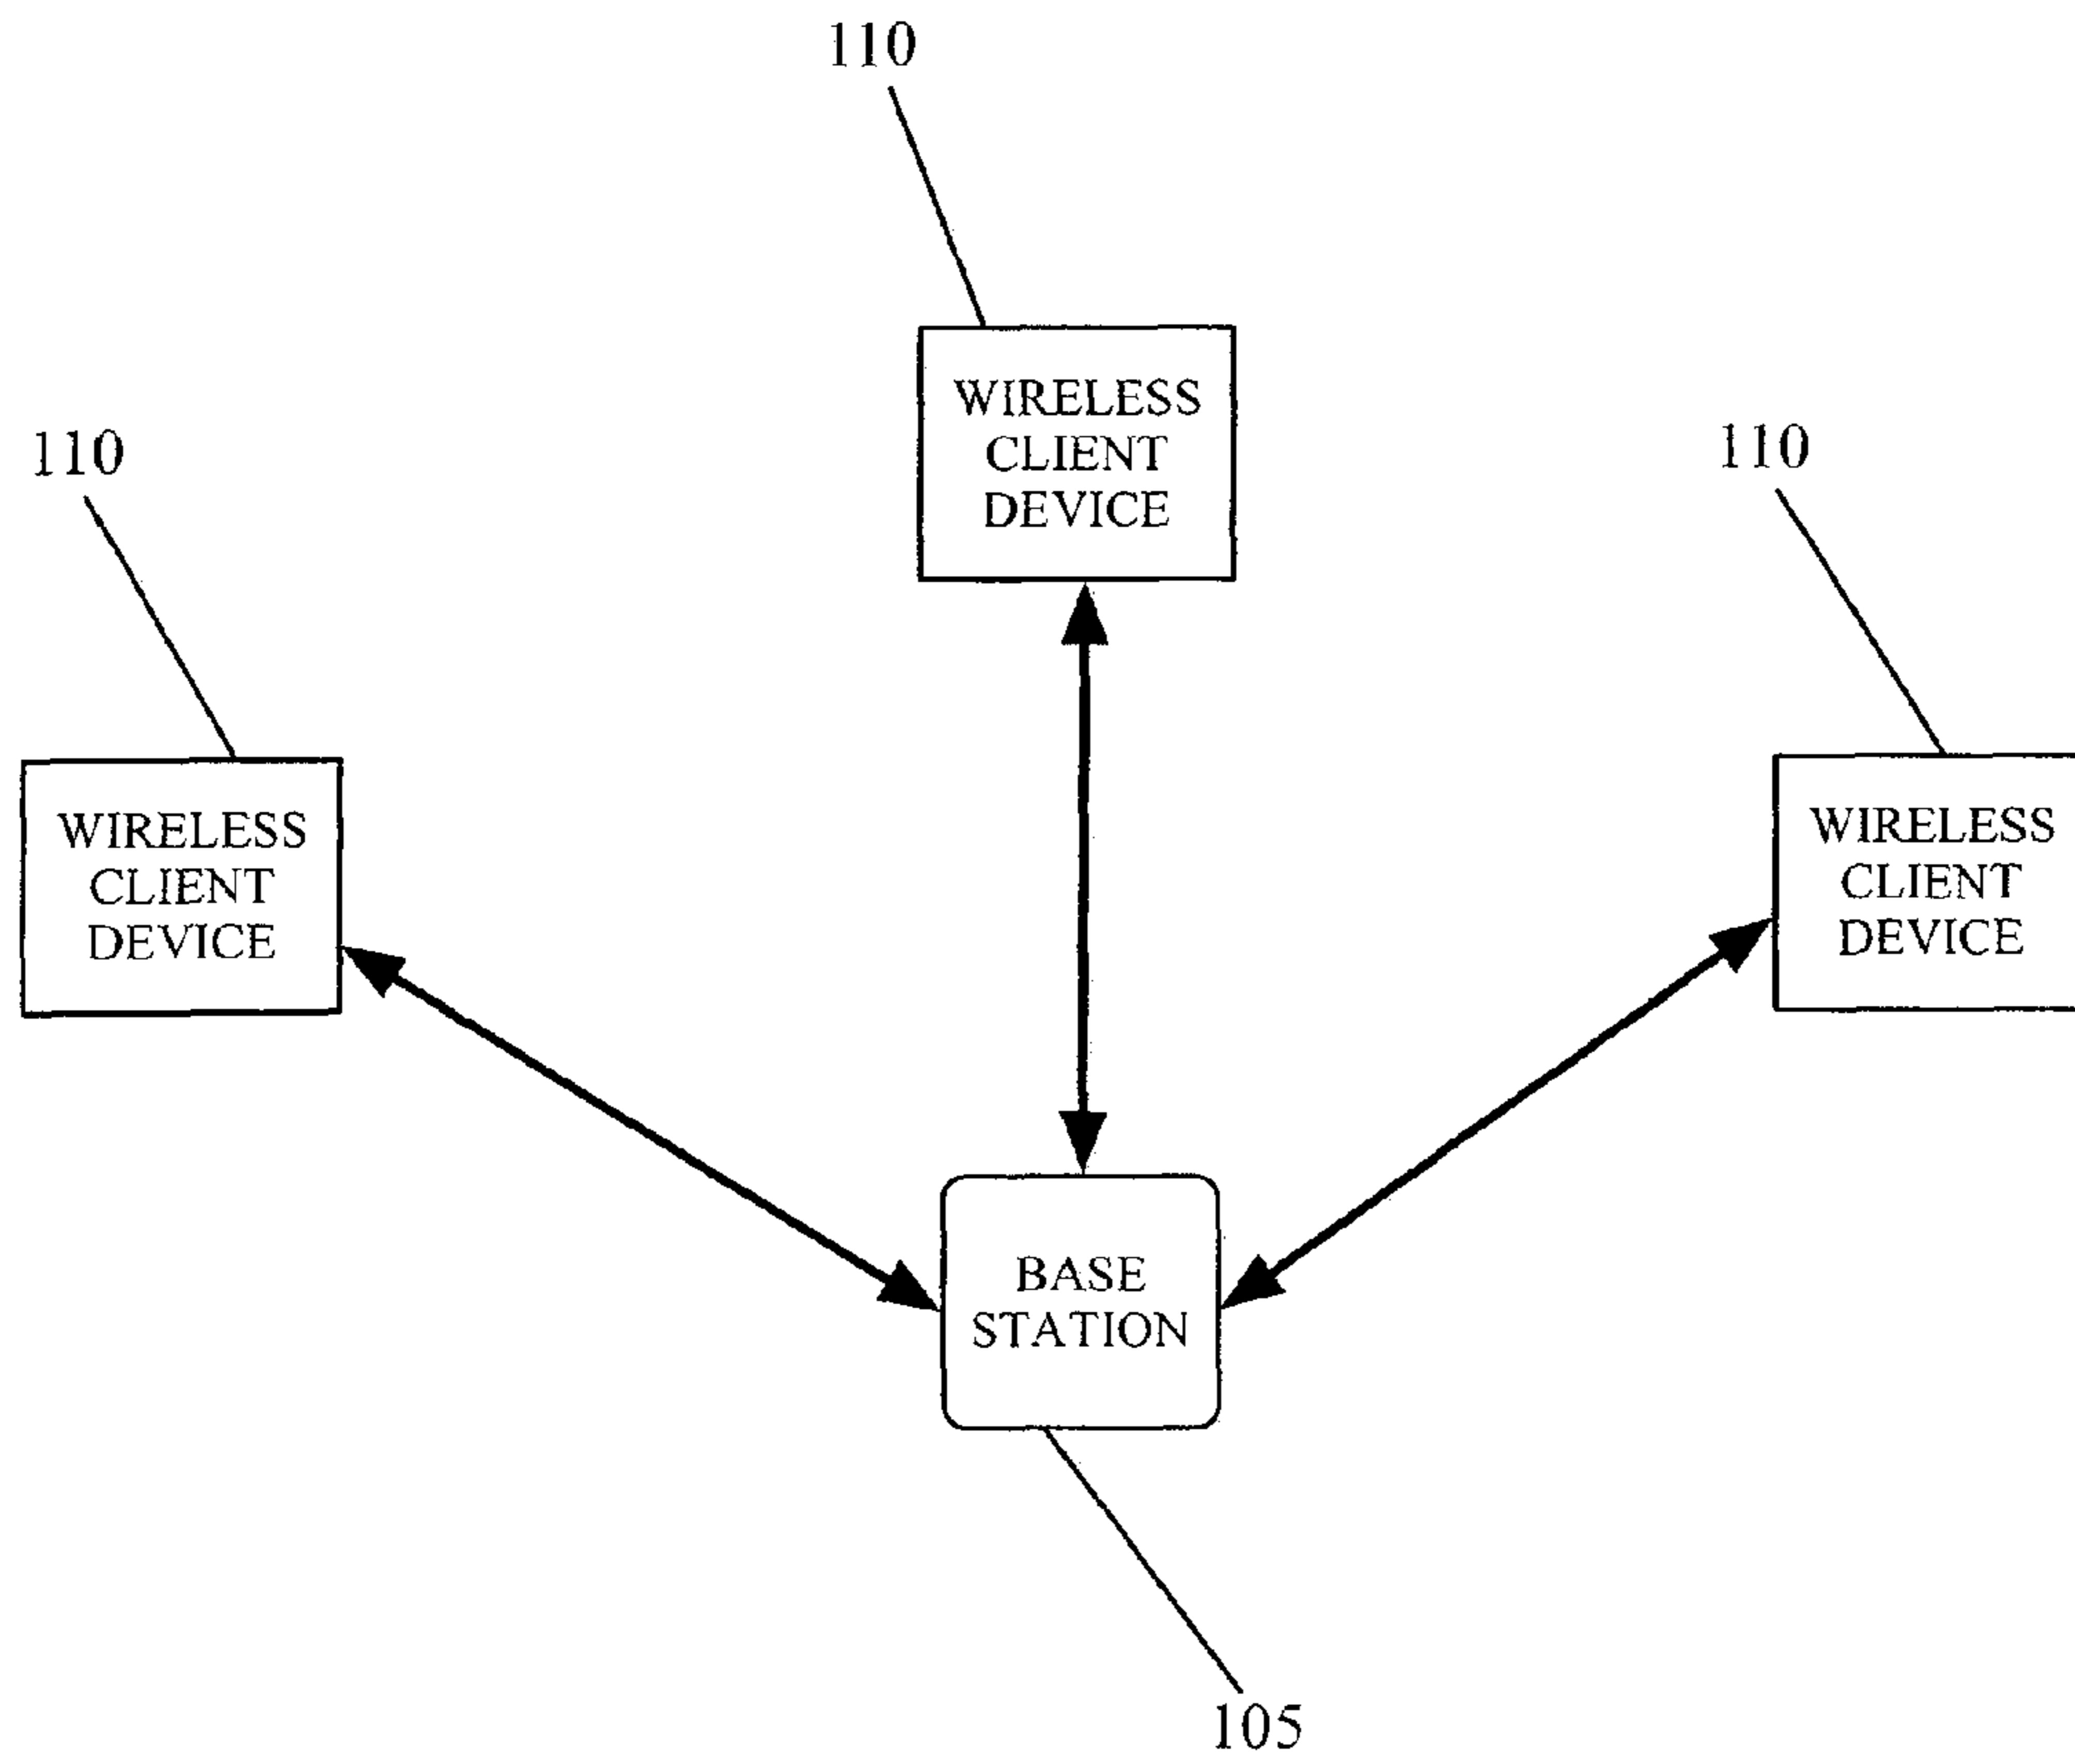 110
WIRELESS
CLIENT
DEVICE
110
WIRELESS
CLIENT
DEVICE
110
WIRELESS
CLIENT
DEVICE
BASE
STATION
105